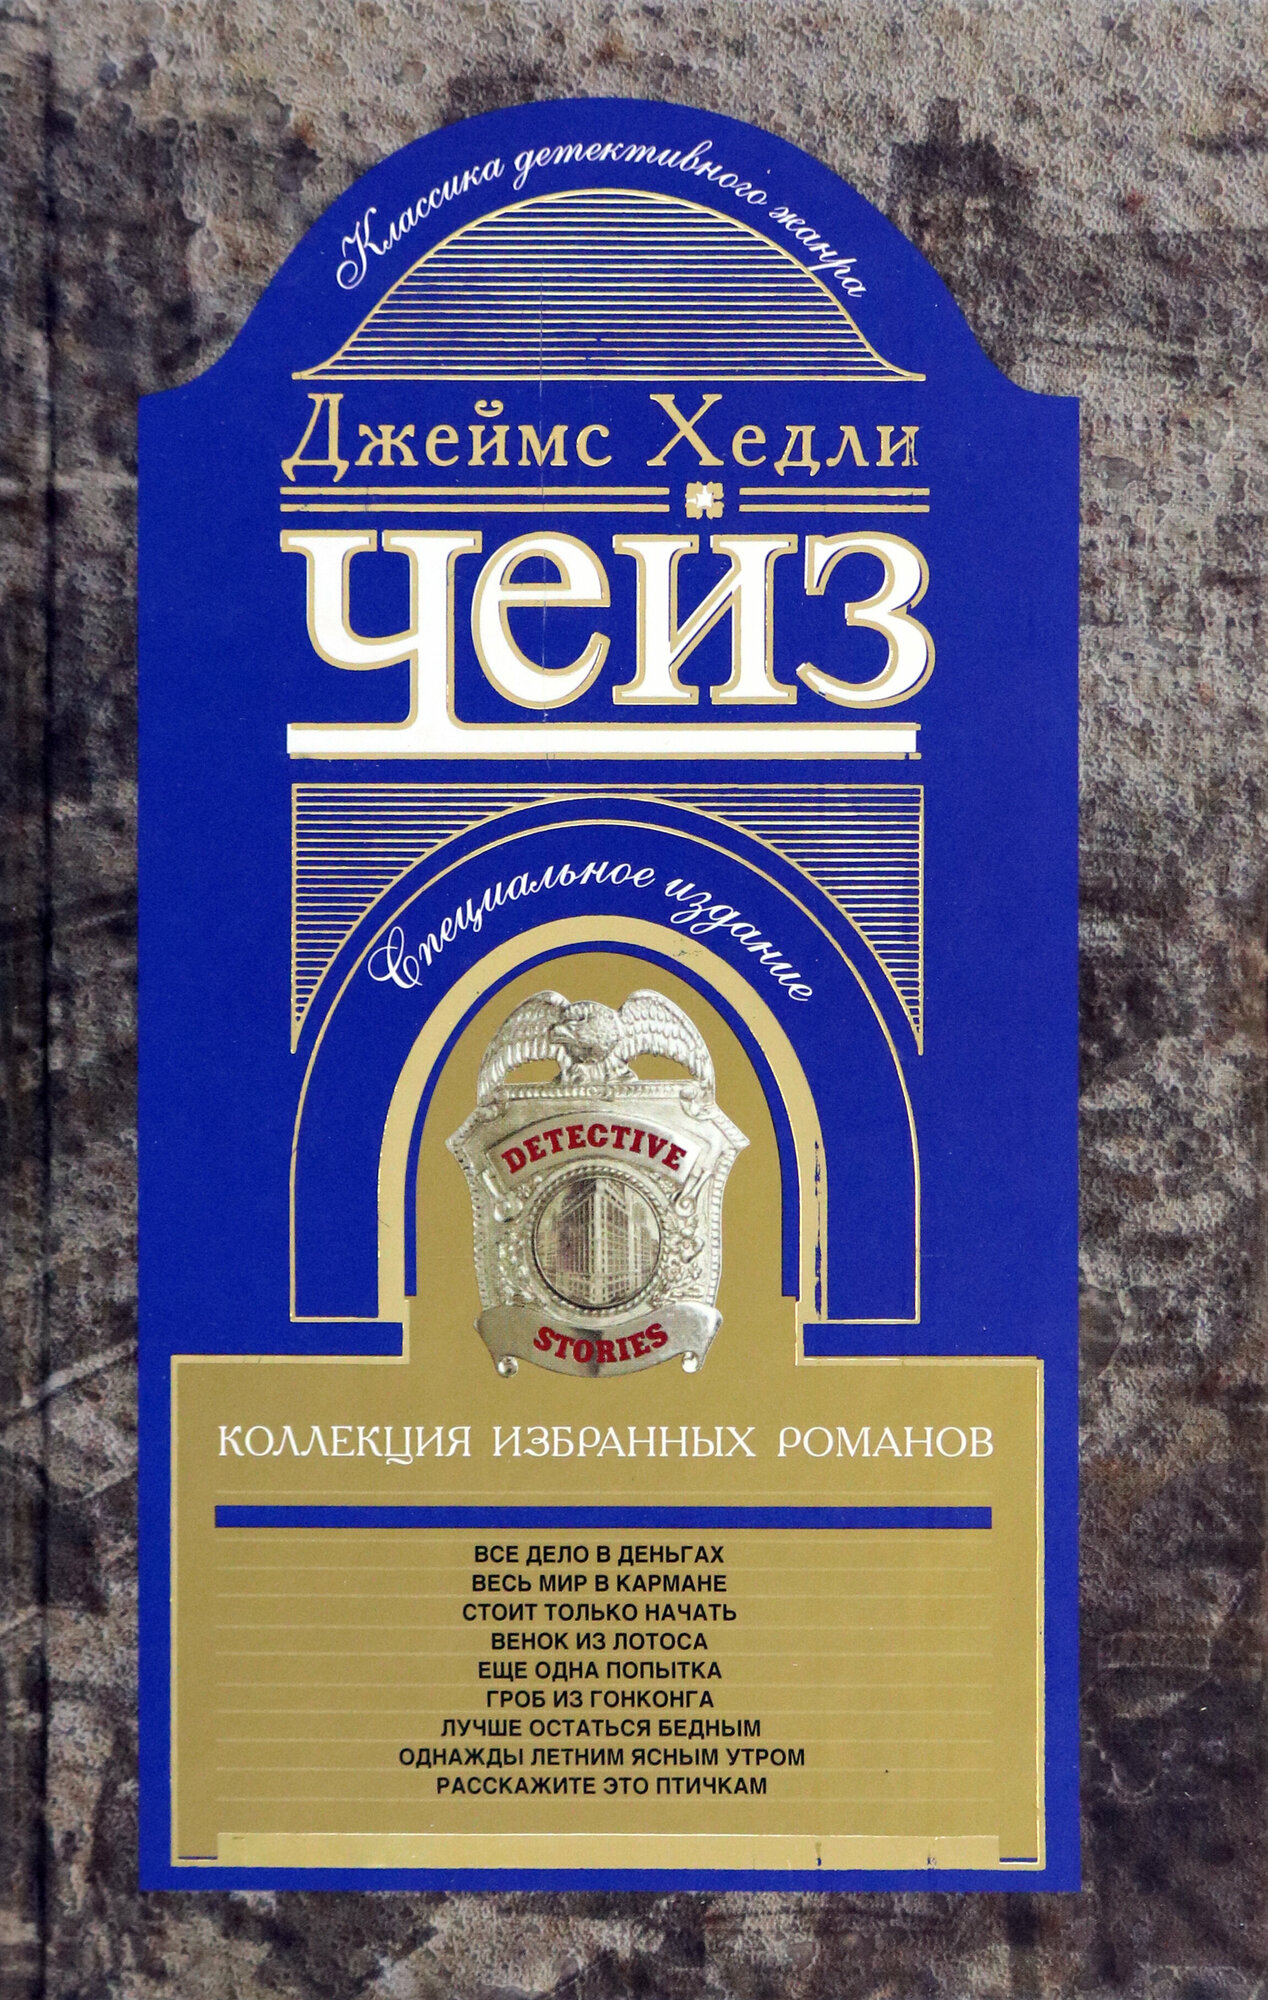 Классика детективного жанра
Джеймс Хедли
Чейз
Специальное издание
DETECTIVE
STORIES
КОЛЛЕКЦИЯ ИЗБРАННЫХ РОМАНОВ
ВСЕ ДЕЛО В ДЕНЬГАХ
ВЕСЬ МИР В КАРМАНЕ
СТОИТ ТОЛЬКО НАЧАТЬ
ВЕНОК ИЗ ЛОТОСА
ЕЩЕ ОДНА ПОПЫТКА
ГРОБ ИЗ ГОНКОНГА
ЛУЧШЕ ОСТАТЬСЯ БЕДНЫМ
ОДНАЖДЫ ЛЕТНИМ ЯСНЫМ УТРОМ
РАССКАЖИТЕ ЭТО ПТИЧКАМ